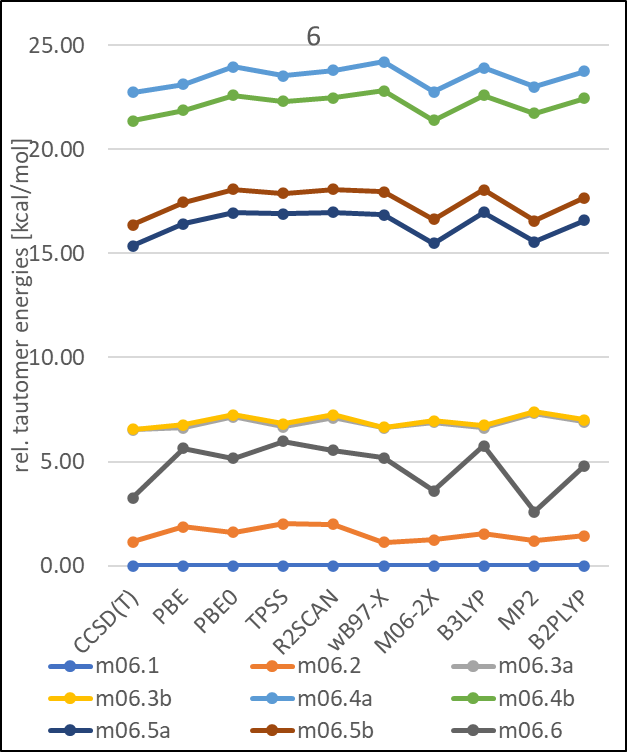 6
25.00
20.00
15.00
10.00
5.00
0.00
rel. tautomer energies [kcal/mol]
CCSD(T)
PBE
PBE0
TPSS
R2SCAN
wB97-X
M06-2X
B3LYP
MP2
B2PLYP
m06.1 m06.2 m06.3a
m06.3b m06.4a m06.4b
m06.5a m06.5b m06.6